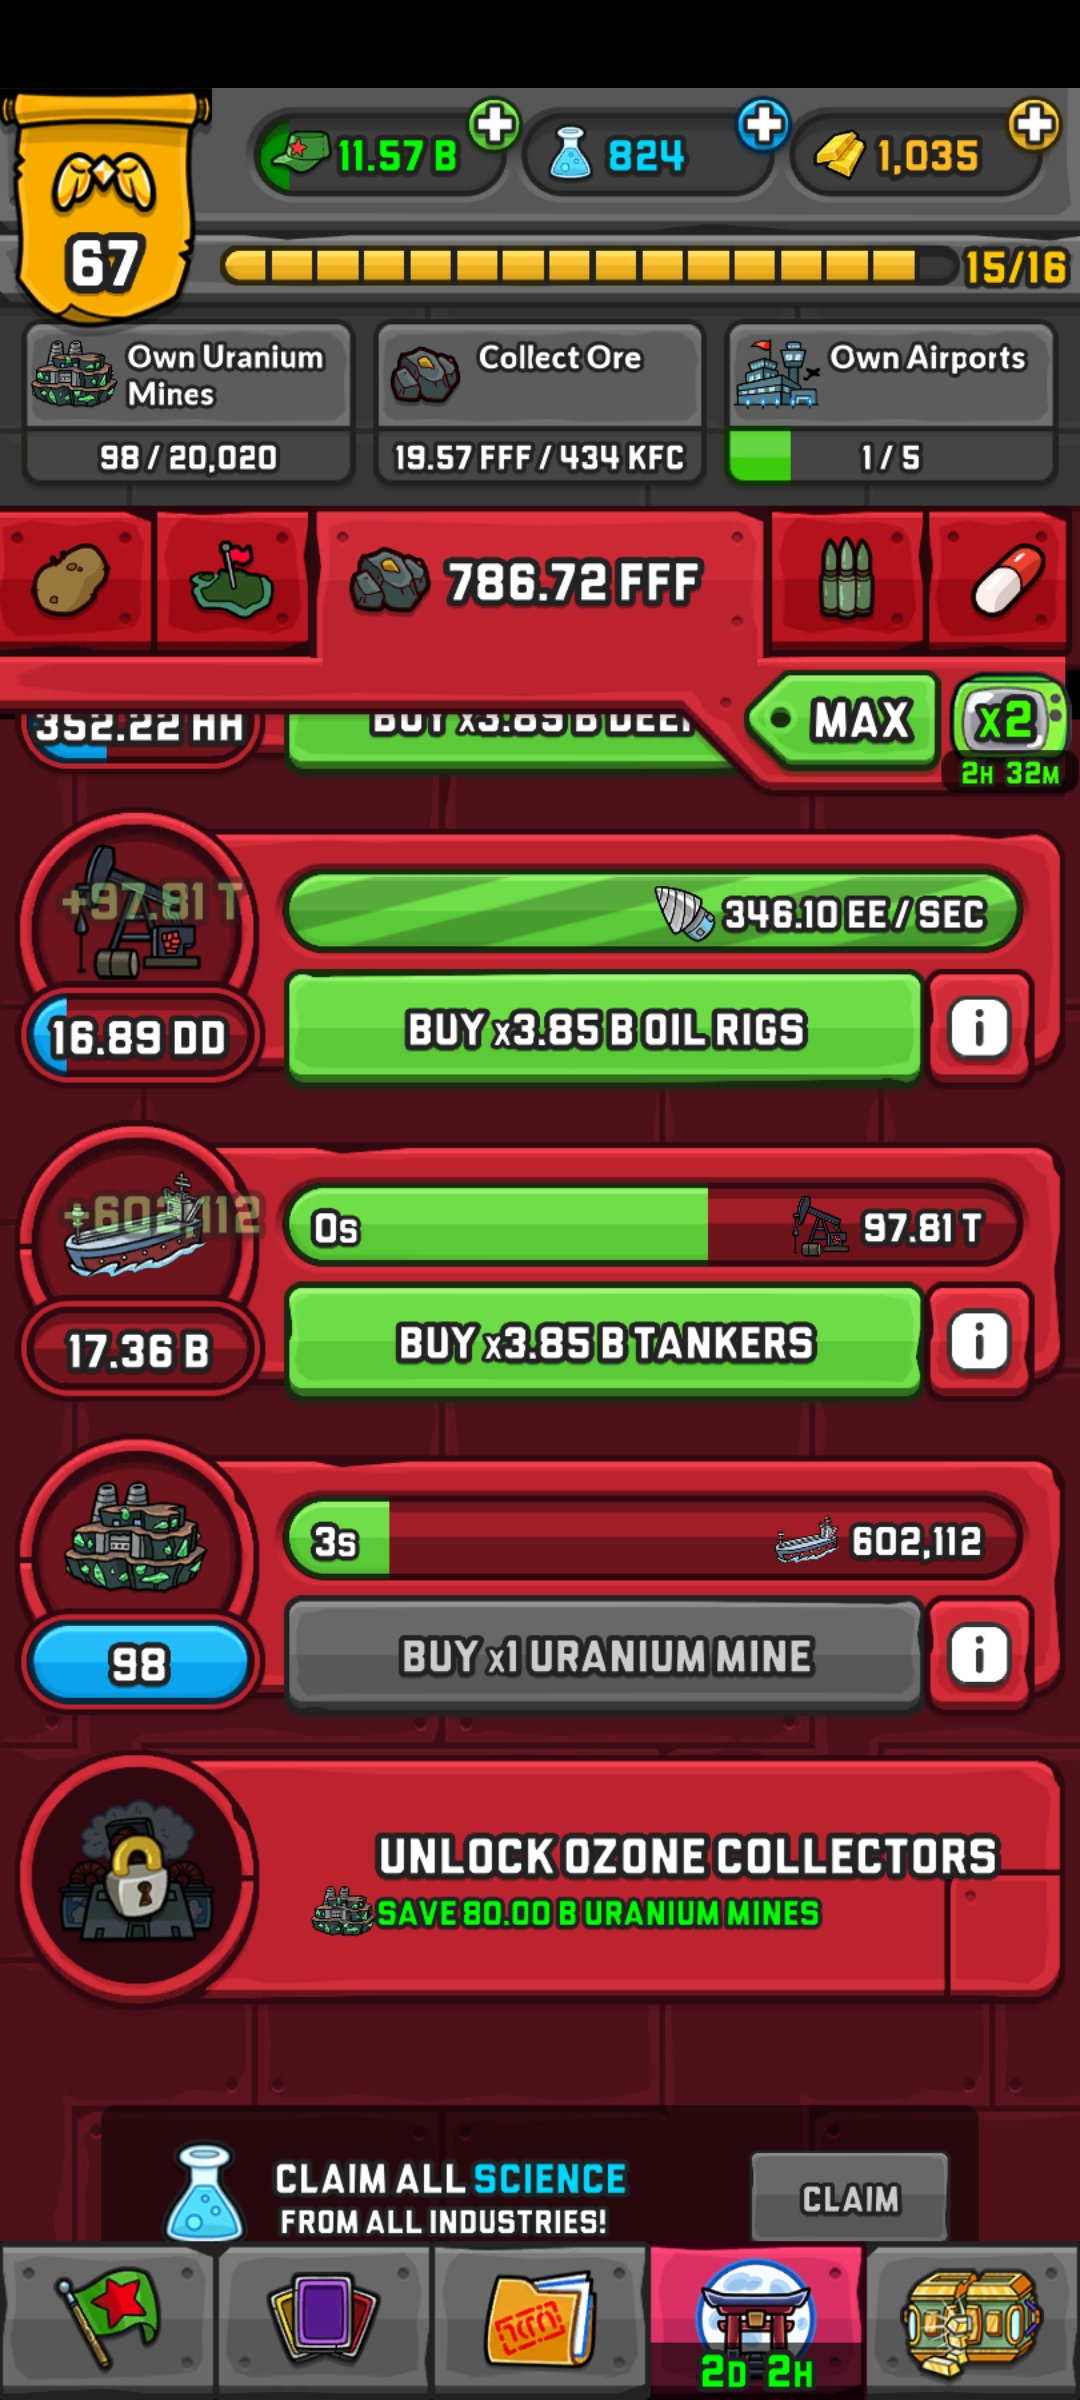 11.57 B
824
1,035
67
15/16
Own Uranium
Mines
98 / 20,020
Collect Ore
19.57 FFF / 434 KFC
Own Airports
1 / 5
786.72 FFF
MAX
x2
2H 32M
352.22 HH
BUY x3.85 B
+97.81 T
346.10 EE / SEC
16.89 DD
BUY x3.85 B OIL RIGS
i
+602,112
0s
97.81 T
17.36 B
BUY x3.85 B TANKERS
i
3s
602,112
98
BUY x1 URANIUM MINE
i
UNLOCK OZONE COLLECTORS
SAVE 80.00 B URANIUM MINES
CLAIM ALL SCIENCE
FROM ALL INDUSTRIES!
CLAIM
2D 2H